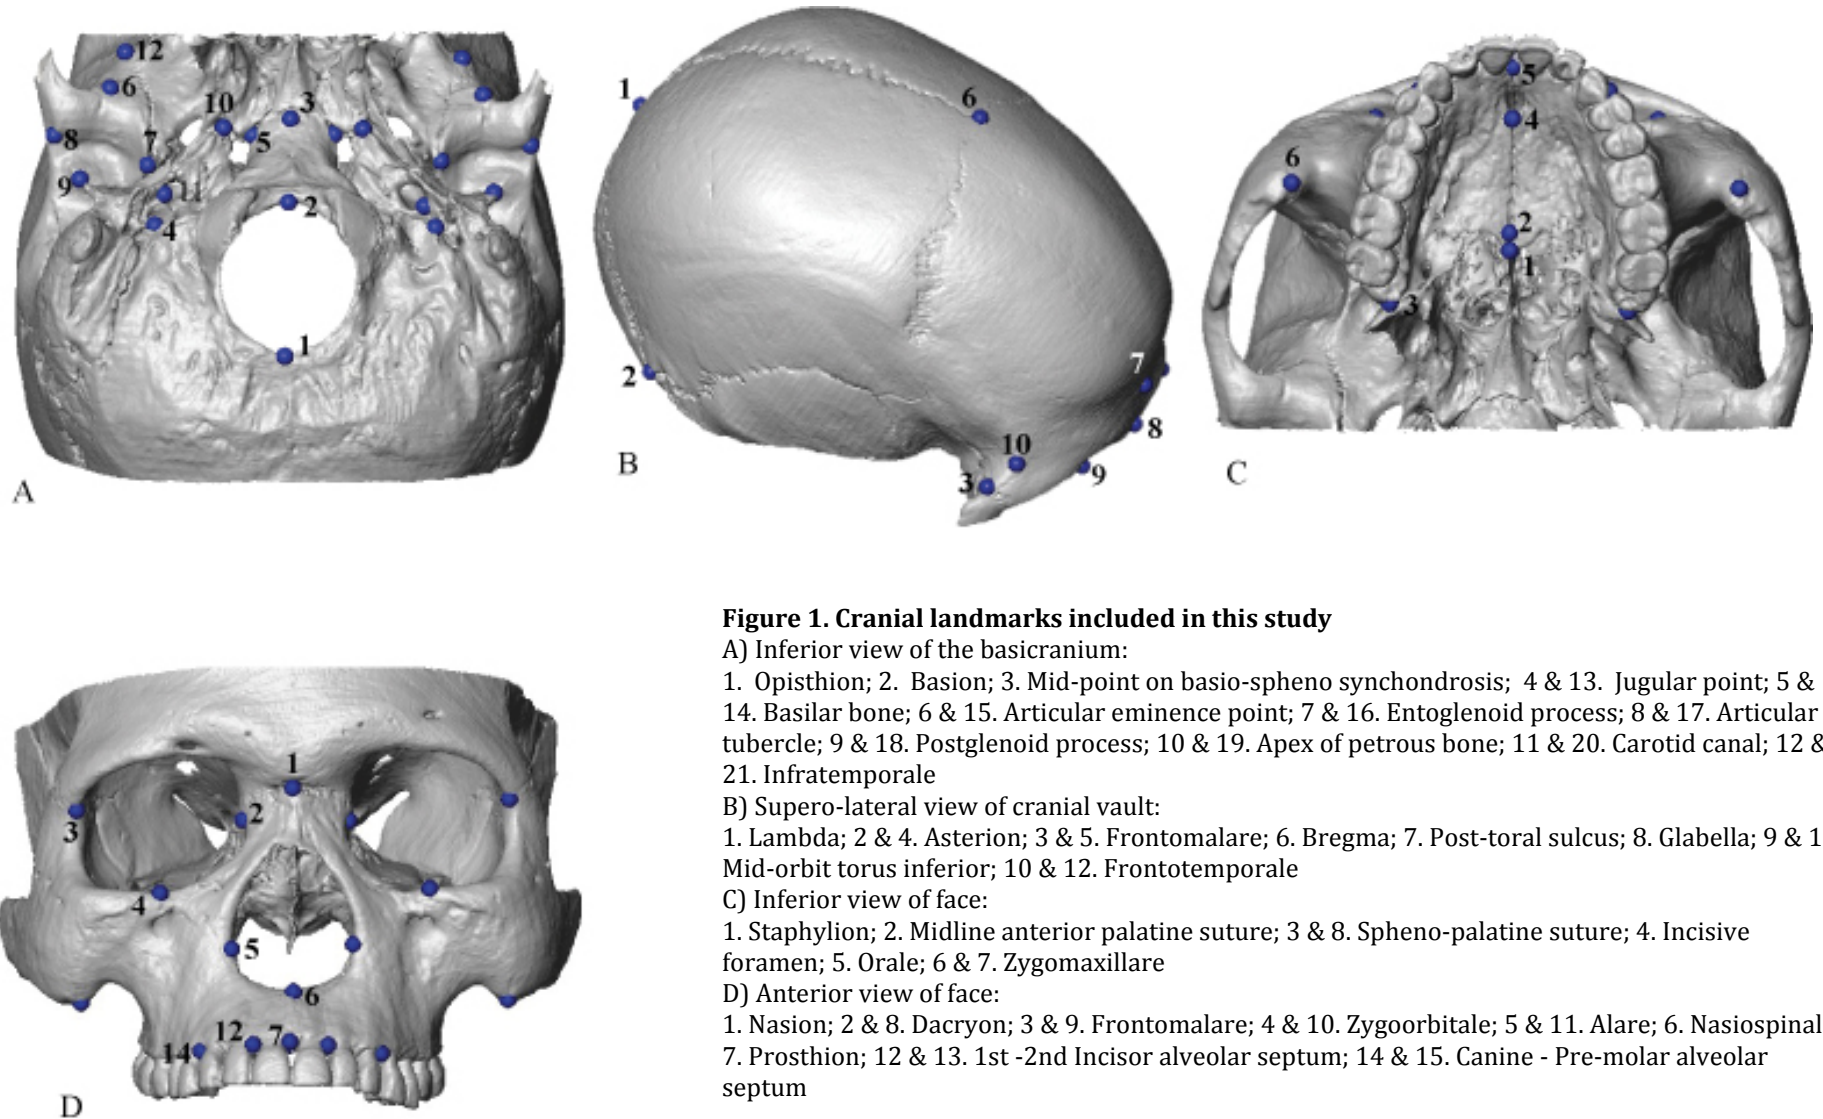 12
6
10
3
8
7
5
9
11
2
4
1
A
1
6
2
7
8
10
3
9
B
5
4
6
2
1
3
C
1
2
3
4
5
6
12
7
14
D
Figure 1. Cranial landmarks included in this study
A) Inferior view of the basicranium:
1. Opisthion; 2. Basion; 3. Mid-point on basio-spheno synchondrosis; 4 & 13. Jugular point; 5 &
14. Basilar bone; 6 & 15. Articular eminence point; 7 & 16. Entoglenoid process; 8 & 17. Articular
tubercle; 9 & 18. Postglenoid process; 10 & 19. Apex of petrous bone; 11 & 20. Carotid canal; 12 &
21. Infratemporale
B) Supero-lateral view of cranial vault:
1. Lambda; 2 & 4. Asterion; 3 & 5. Frontomalare; 6. Bregma; 7. Post-toral sulcus; 8. Glabella; 9 & 1
Mid-orbit torus inferior; 10 & 12. Frontotemporale
C) Inferior view of face:
1. Staphylion; 2. Midline anterior palatine suture; 3 & 8. Spheno-palatine suture; 4. Incisive
foramen; 5. Orale; 6 & 7. Zygomaxillare
D) Anterior view of face:
1. Nasion; 2 & 8. Dacryon; 3 & 9. Frontomalare; 4 & 10. Zygoorbitale; 5 & 11. Alare; 6. Nasiospinal
7. Prosthion; 12 & 13. 1st -2nd Incisor alveolar septum; 14 & 15. Canine - Pre-molar alveolar
septum